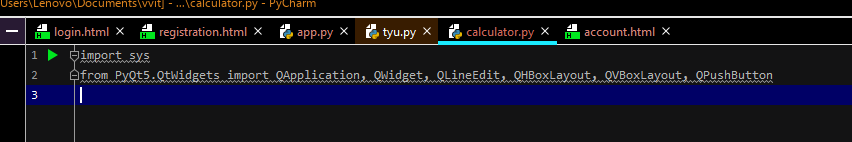 Users\Lenovo\Documents\vvit] - ...\calculator.py - PyCharm
login.html registration.html app.py tyu.py calculator.py account.html
1 import sys
2 from PyQt5.QtWidgets import QApplication, QWidget, QLineEdit, QHBoxLayout, QVBoxLayout, QPushButton
3